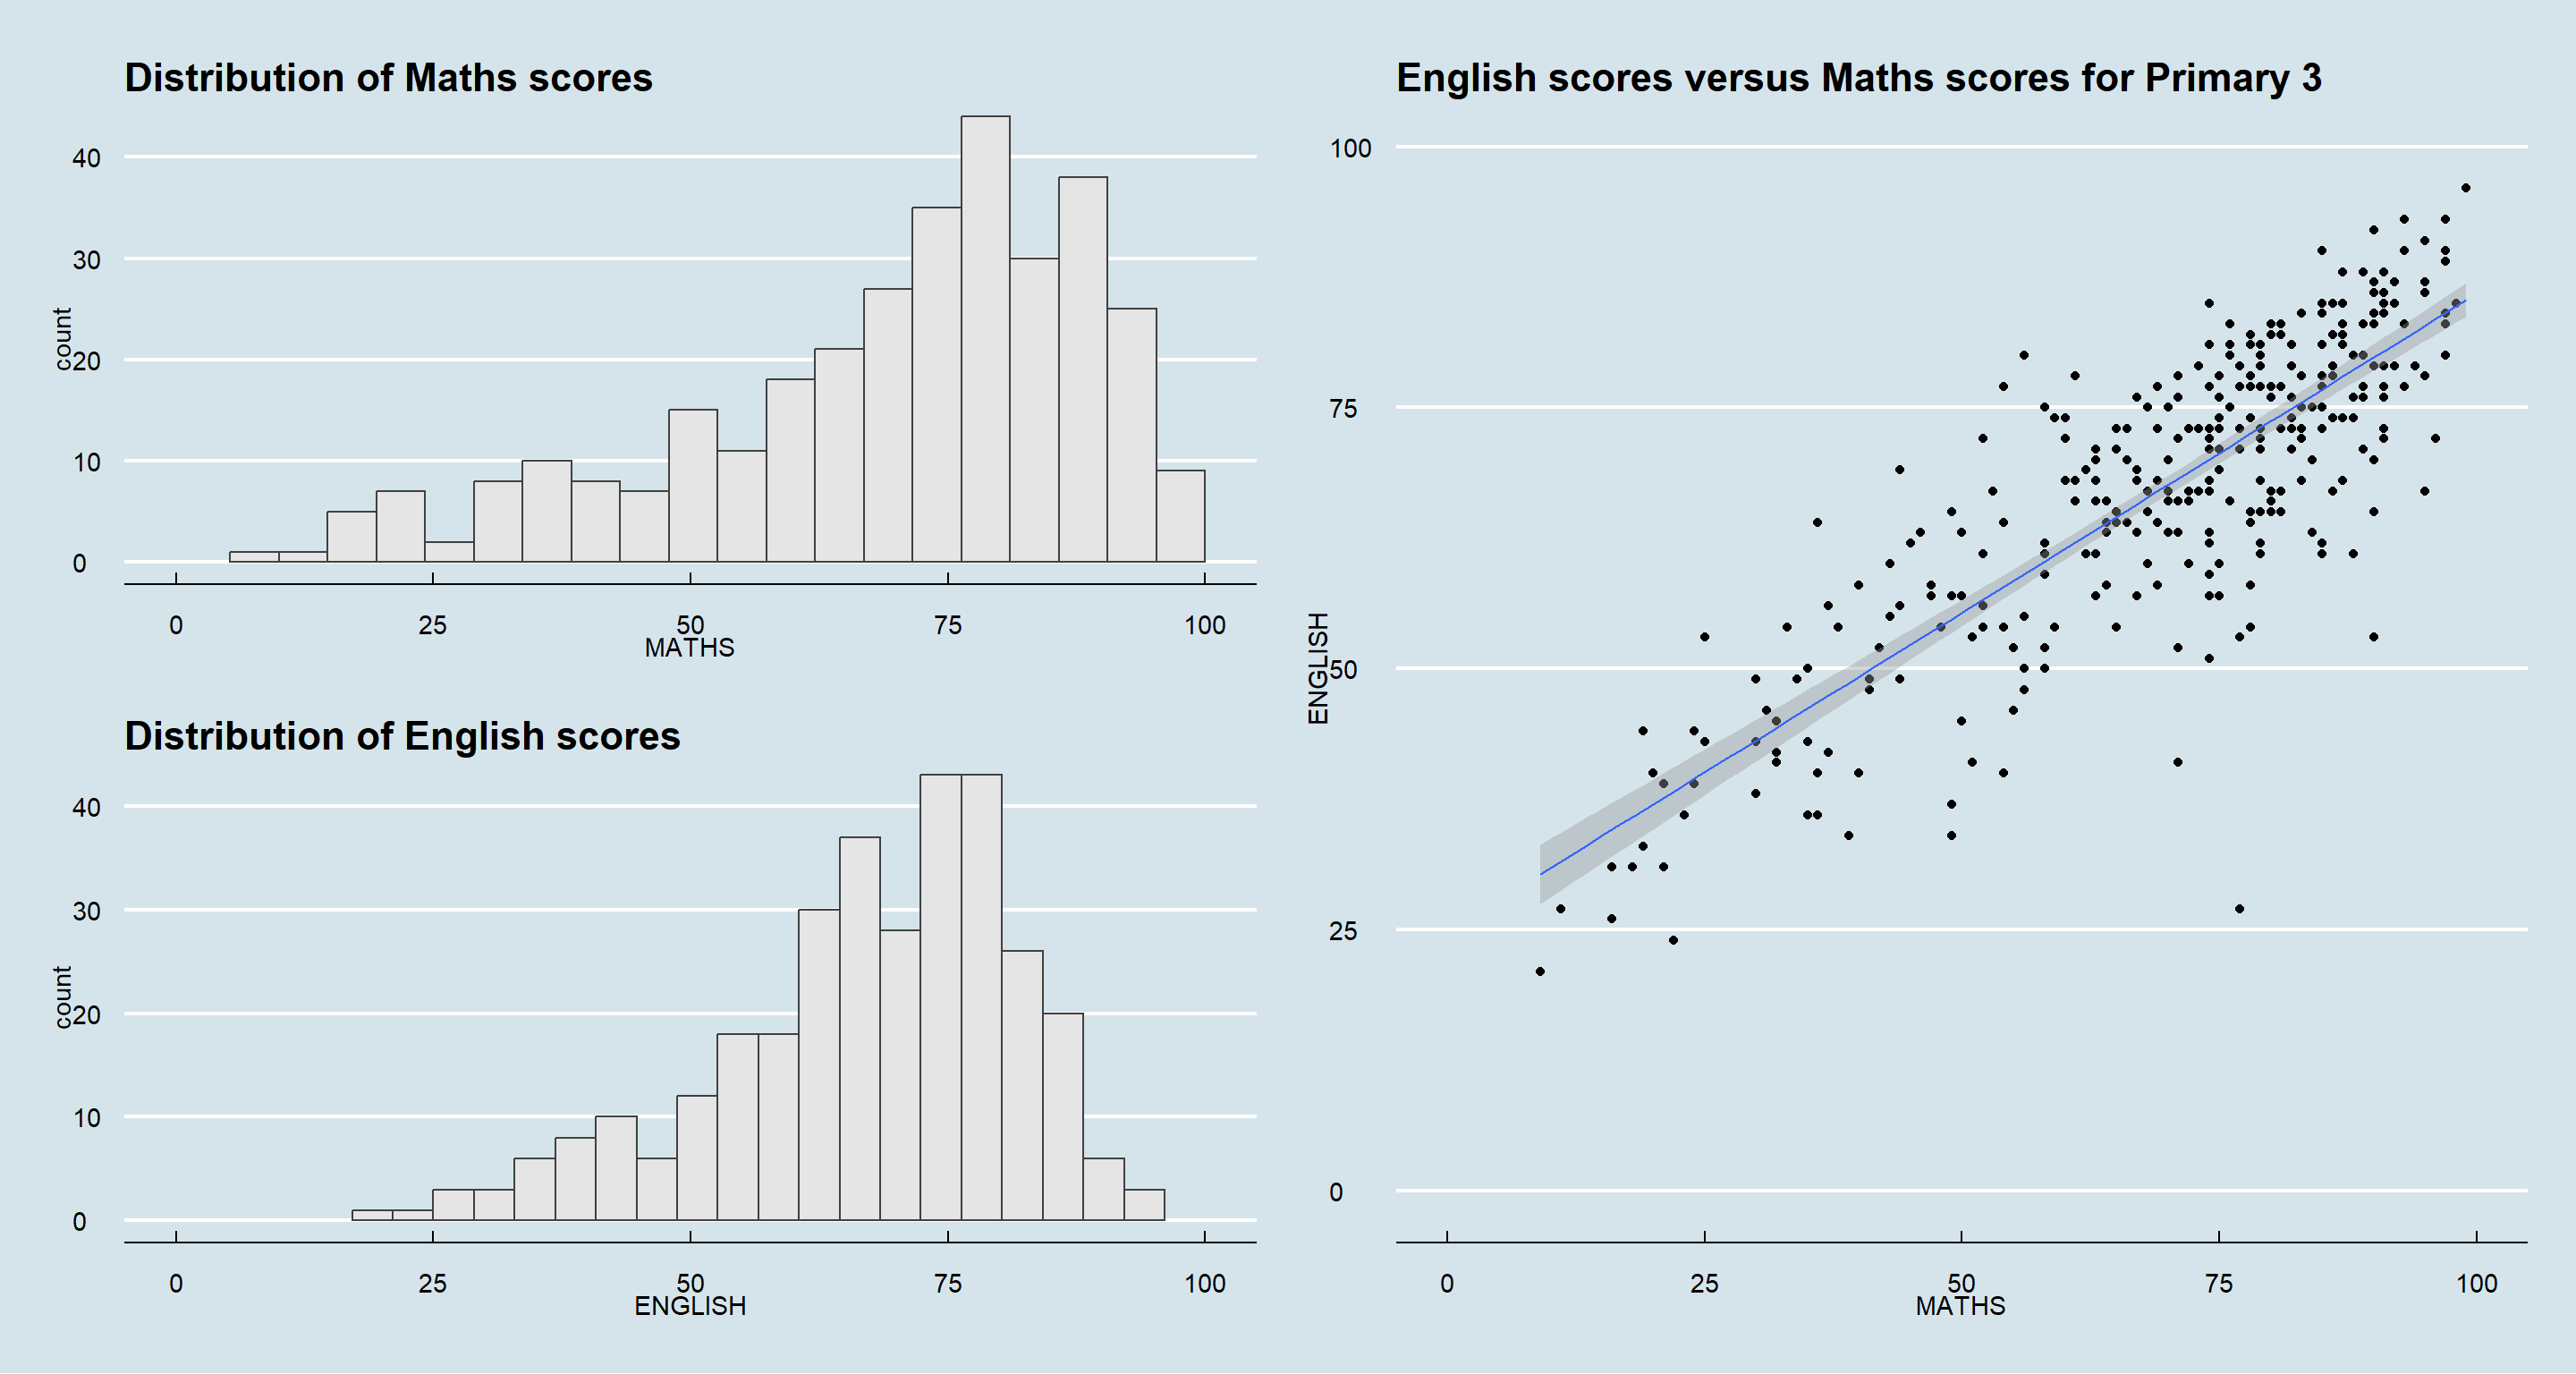 Distribution of Maths scores
40
30
20
10
0
count
0 25 50 75 100
MATHS
Distribution of English scores
40
30
20
10
0
count
0 25 50 75 100
ENGLISH
English scores versus Maths scores for Primary 3
100
75
50
25
0
ENGLISH
0 25 50 75 100
MATHS